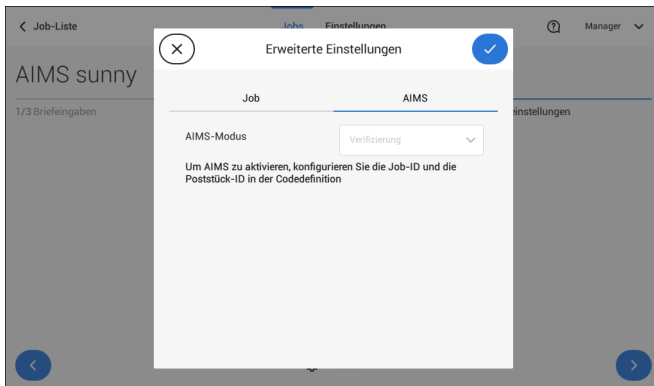 Job-Liste
Jobs Einstellungen
Manager
Erweiterte Einstellungen
AIMS sunny
Job AIMS
1/3 Briefeingaben
einstellungen
AIMS-Modus
Verifizierung
Um AIMS zu aktivieren, konfigurieren Sie die Job-ID und die
Poststück-ID in der Codedefinition